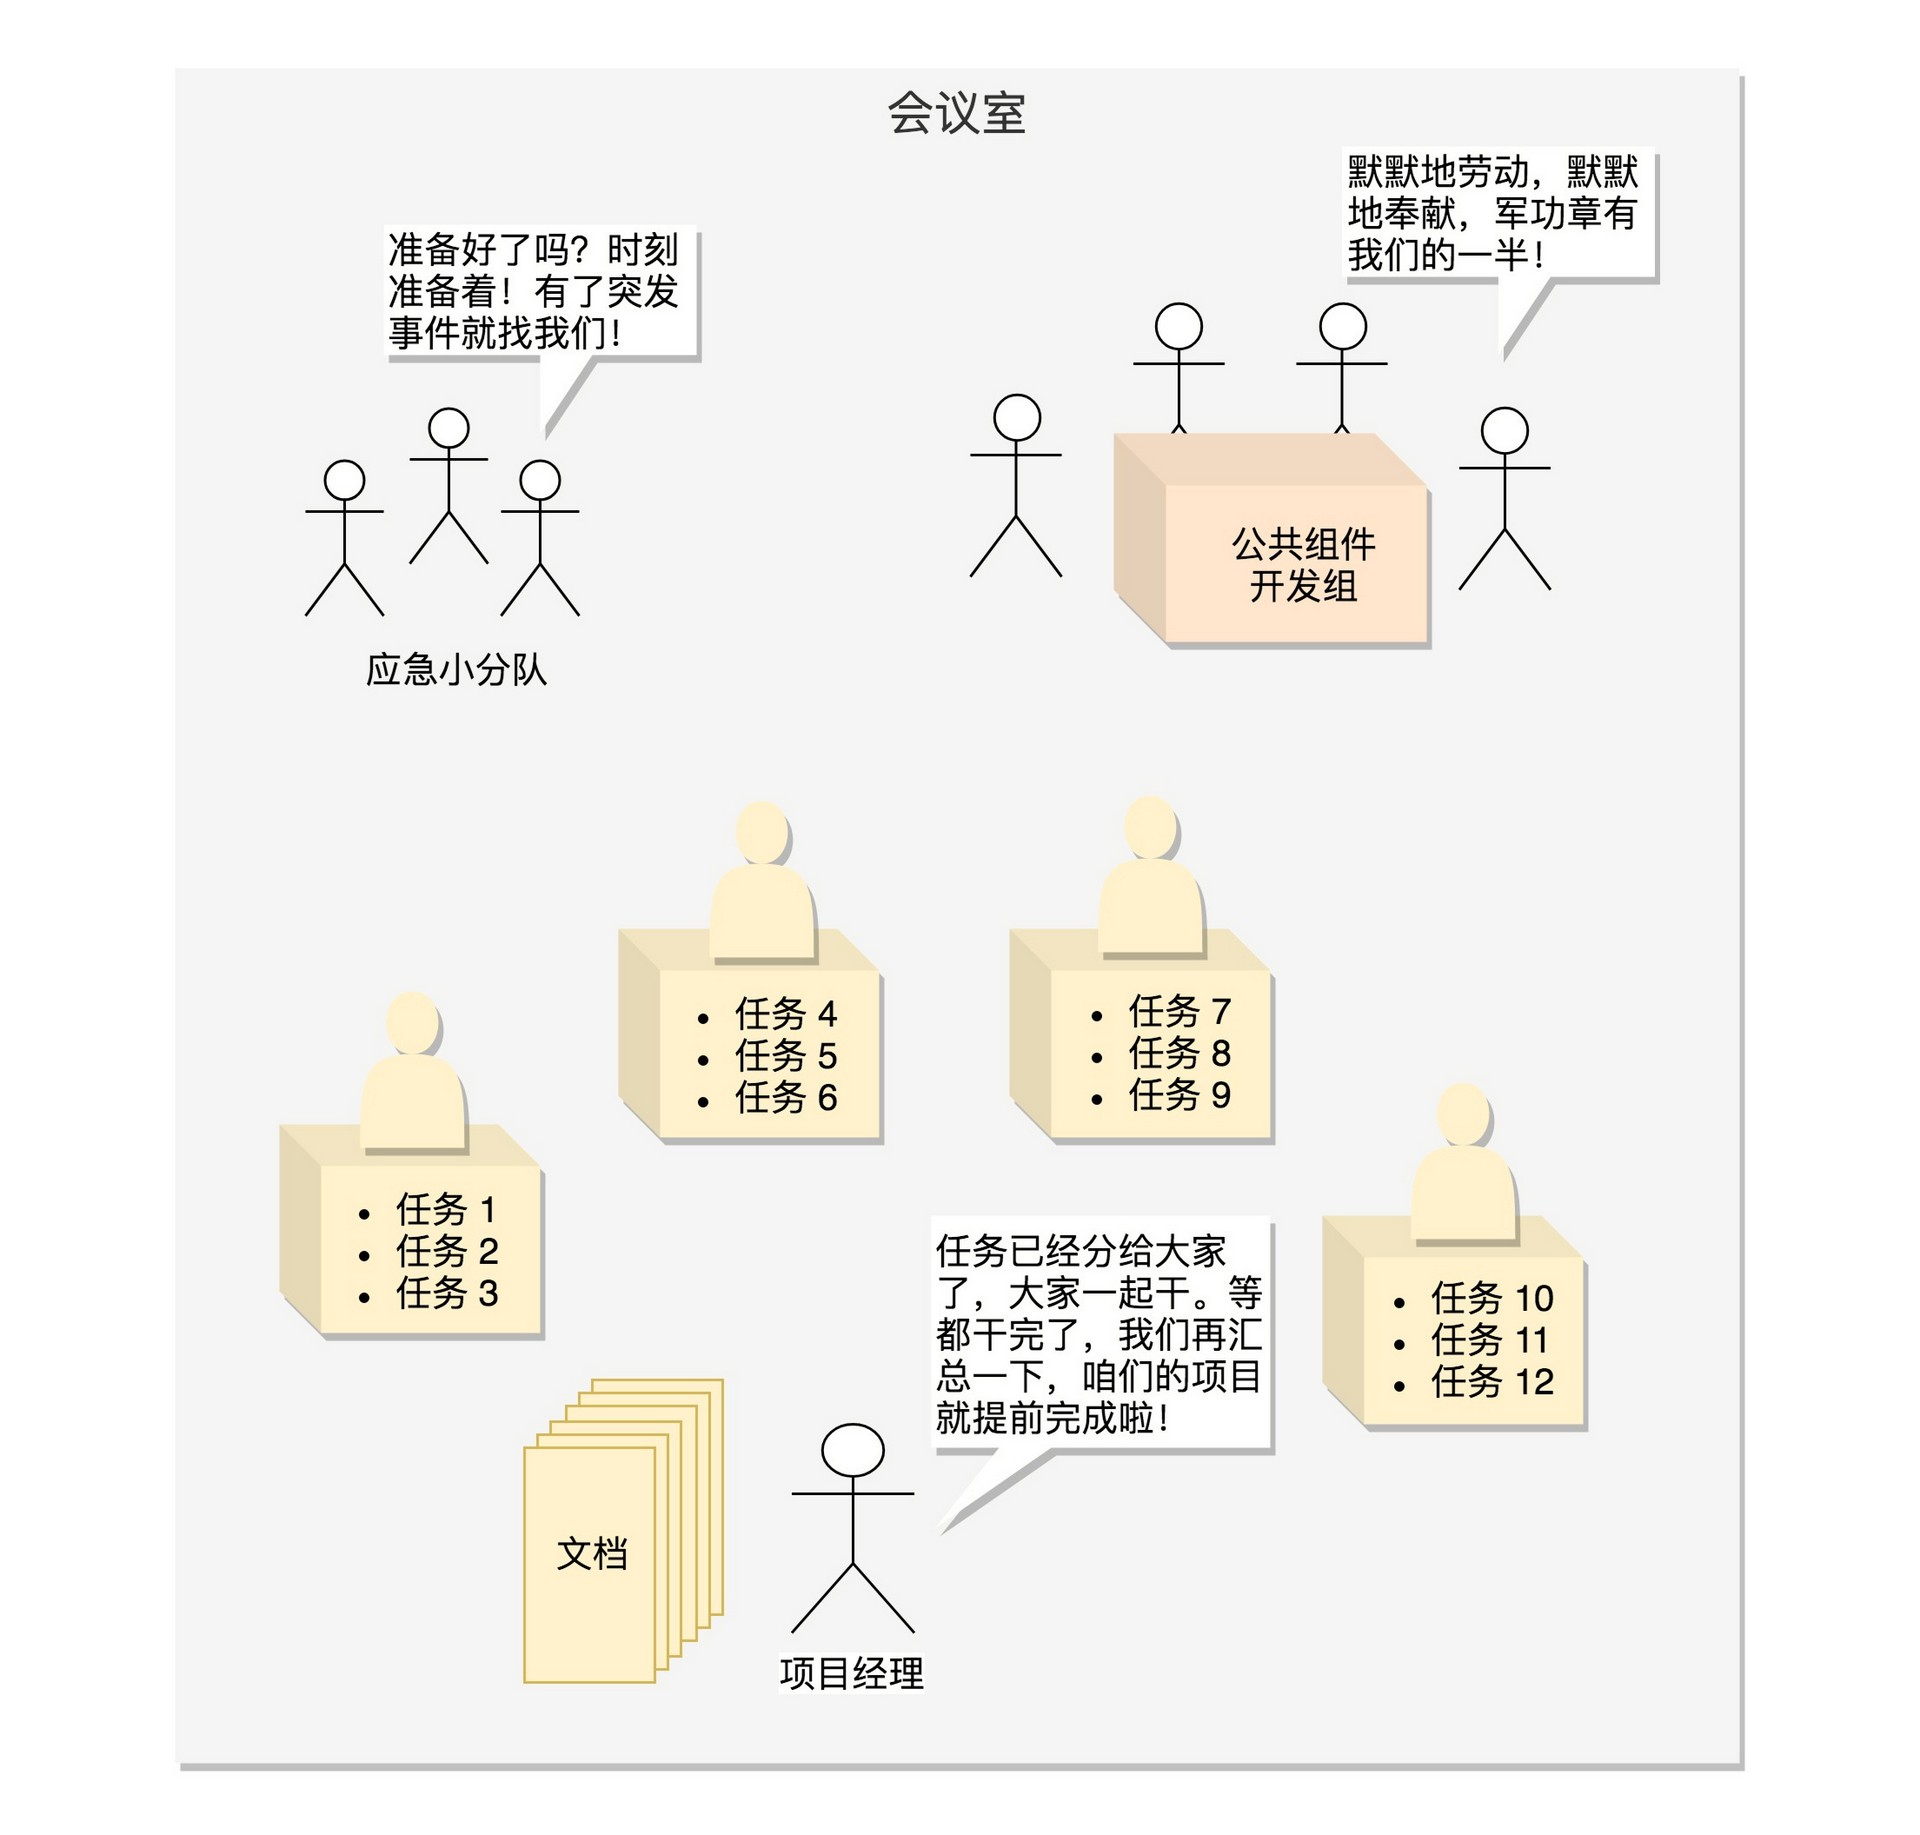 会议室
默默地劳动，默默
地奉献，军功章有
我们的一半！
准备好了吗？时刻
准备着！有了突发
事件就找我们！
公共组件
开发组
应急小分队
任务 4
任务 5
任务 6
任务 7
任务 8
任务 9
任务 1
任务 2
任务 3
任务已经分给大家
了，大家一起干。等
都干完了，我们再汇
总一下，咱们的项目
就提前完成啦！
任务 10
任务 11
任务 12
文档
项目经理